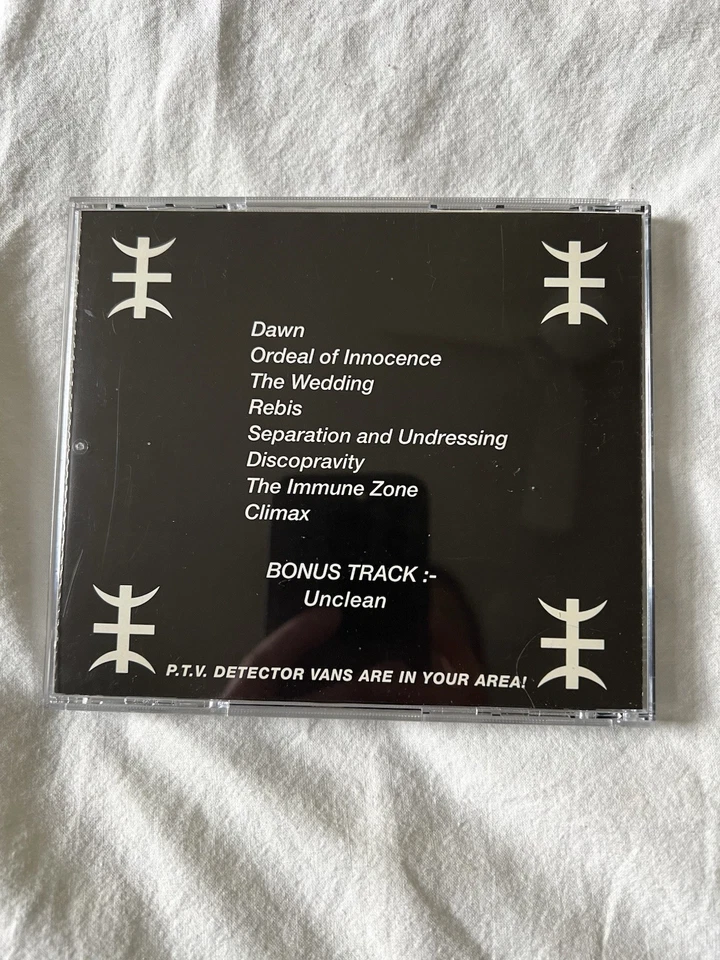 Dawn
Ordeal of Innocence
The Wedding
Rebis
Separation and Undressing
Discopravity
The Immune Zone
Climax
BONUS TRACK :-
Unclean
P.T.V. DETECTOR VANS ARE IN YOUR AREA!